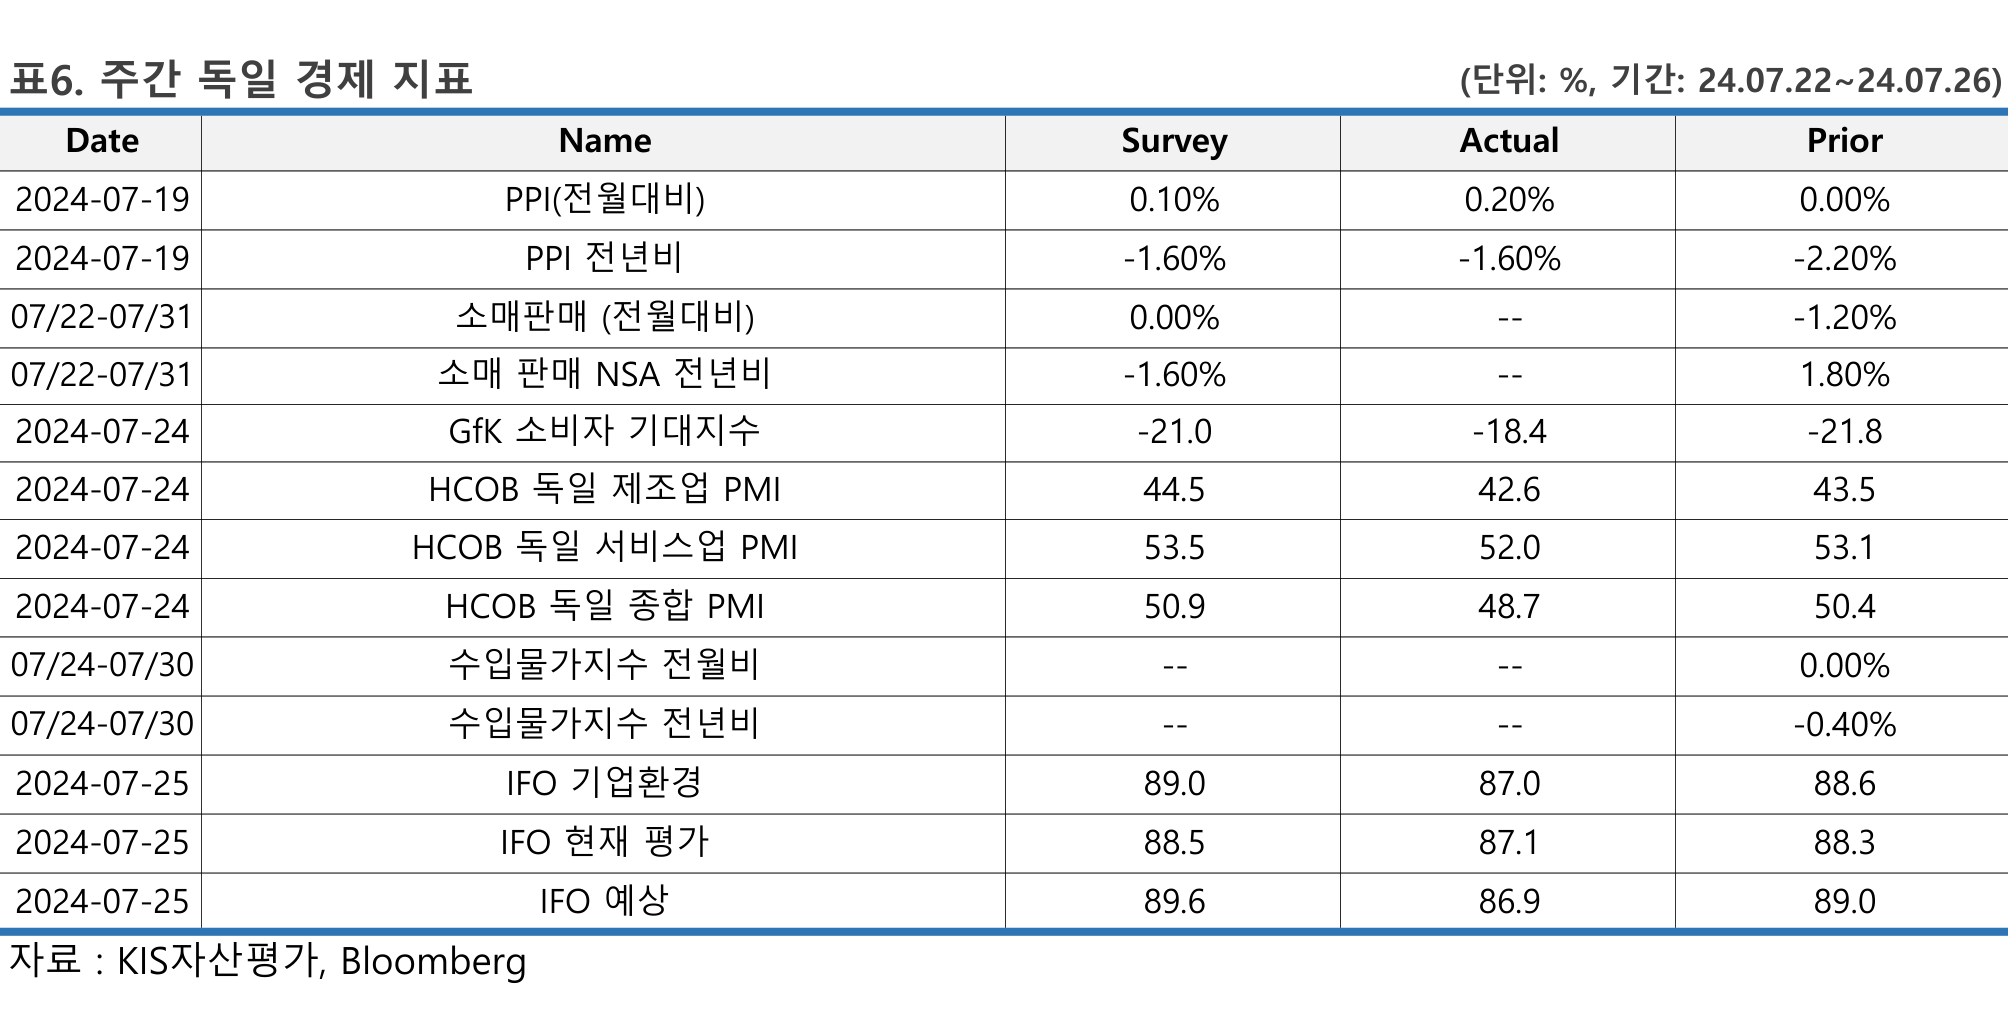 표6. 주간 독일 경제 지표 (단위: %, 기간: 24.07.22~24.07.26)
Date Name Survey Actual Prior
2024-07-19 PPI(전월대비) 0.10% 0.20% 0.00%
2024-07-19 PPI 전년비 -1.60% -1.60% -2.20%
07/22-07/31 소매판매 (전월대비) 0.00% -- -1.20%
07/22-07/31 소매 판매 NSA 전년비 -1.60% -- 1.80%
2024-07-24 GfK 소비자 기대지수 -21.0 -18.4 -21.8
2024-07-24 HCOB 독일 제조업 PMI 44.5 42.6 43.5
2024-07-24 HCOB 독일 서비스업 PMI 53.5 52.0 53.1
2024-07-24 HCOB 독일 종합 PMI 50.9 48.7 50.4
07/24-07/30 수입물가지수 전월비 -- -- 0.00%
07/24-07/30 수입물가지수 전년비 -- -- -0.40%
2024-07-25 IFO 기업환경 89.0 87.0 88.6
2024-07-25 IFO 현재 평가 88.5 87.1 88.3
2024-07-25 IFO 예상 89.6 86.9 89.0
자료 : KIS자산평가, Bloomberg